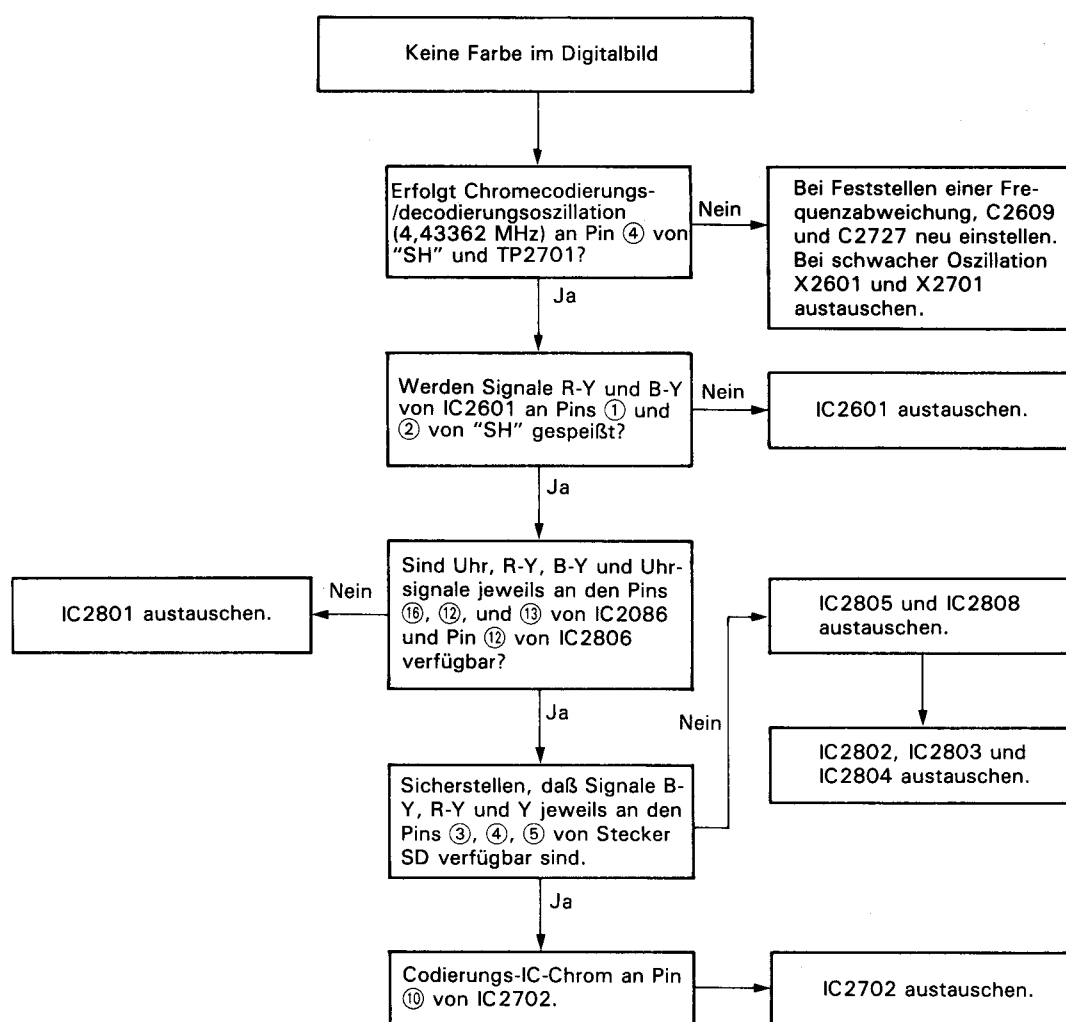 Keine Farbe im Digitalbild
Erfolgt Chromecodierungs-
/decodierungsoszillation
(4,43362 MHz) an Pin ④ von
“SH” und TP2701?
Nein
Bei Feststellen einer Fre-
quenzabweichung, C2609
und C2727 neu einstellen.
Bei schwacher Oszillation
X2601 und X2701
austauschen.
Ja
Werden Signale R-Y und B-Y
von IC2601 an Pins ① und
② von “SH” gespeißt?
Nein
IC2601 austauschen.
Ja
Sind Uhr, R-Y, B-Y und Uhr-
signale jeweils an den Pins
⑯, ⑫, und ⑬ von IC2086
und Pin ⑫ von IC2806
verfügbar?
Nein
IC2801 austauschen.
IC2805 und IC2808
austauschen.
Ja
Nein
IC2802, IC2803 und
IC2804 austauschen.
Sicherstellen, daß Signale B-
Y, R-Y und Y jeweils an den
Pins ③, ④, ⑤ von Stecker
SD verfügbar sind.
Ja
Codierungs-IC-Chrom an Pin
⑩ von IC2702.
IC2702 austauschen.